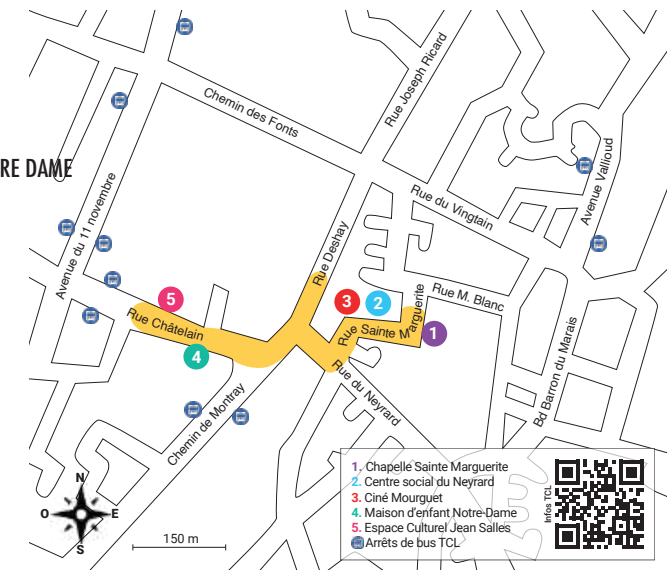 Chemin des Fonts
Rue Joseph Ricard
RE DAME
Avenue Vallioud
Rue du Vingtain
Avenue du 11 novembre
Rue Deshay
5
3
2
Rue M. Blanc
Rue Châtelain
Rue Sainte Marguerite
1
4
Rue du Neyrard
Bd Barron du Marais
Chemin de Montray
N
O
E
S
150 m
1. Chapelle Sainte Marguerite
2. Centre social du Neyrard
3. Ciné Mourguet
4. Maison d'enfant Notre-Dame
5. Espace Culturel Jean Salles
Arrêts de bus TCL
Infos TCL